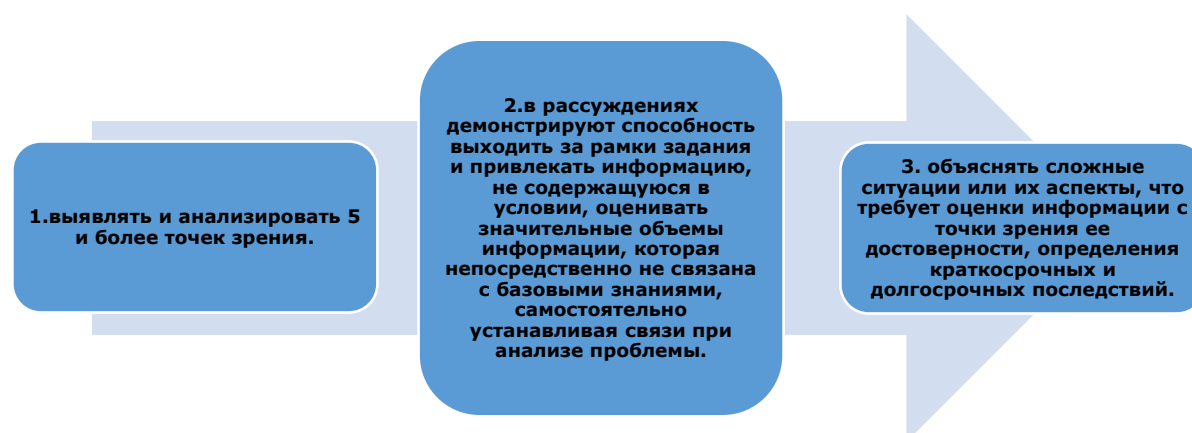 1.выявлять и анализировать 5
и более точек зрения.
2.в рассуждениях
демонстрируют способность
выходить за рамки задания
и привлекать информацию,
не содержащуюся в
условии, оценивать
значительные объемы
информации, которая
непосредственно не связана
с базовыми знаниями,
самостоятельно
устанавливая связи при
анализе проблемы.
3. объяснять сложные
ситуации или их аспекты, что
требует оценки информации с
точки зрения ее
достоверности, определения
краткосрочных и
долгосрочных последствий.